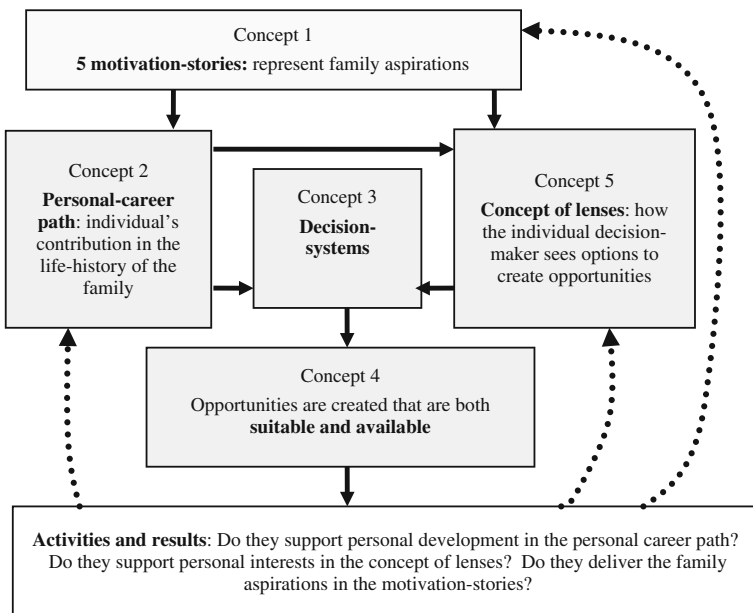 Concept 1
5 motivation-stories: represent family aspirations
Concept 2
Personal-career
path: individual's
contribution in the
life-history of the
family
Concept 3
Decision-
systems
Concept 5
Concept of lenses: how
the individual decision-
maker sees options to
create opportunities
Concept 4
Opportunities are created that are both
suitable and available
Activities and results: Do they support personal development in the personal career path?
Do they support personal interests in the concept of lenses? Do they deliver the family
aspirations in the motivation-stories?